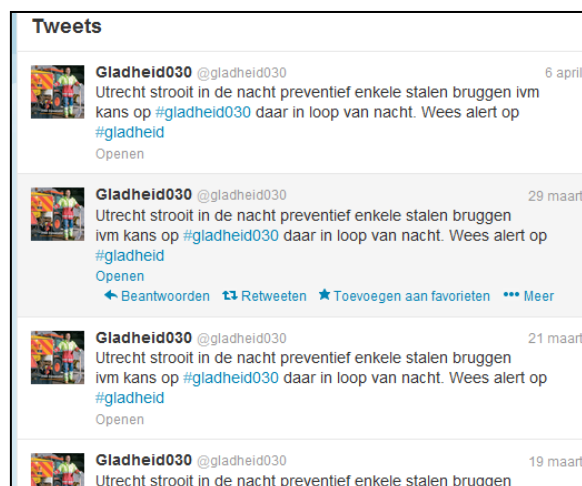 Tweets
Gladheid030 @gladheid030 6 april
Utrecht strooit in de nacht preventief enkele stalen bruggen ivm
kans op #gladheid030 daar in loop van nacht. Wees alert op
#gladheid
Openen
Gladheid030 @gladheid030 29 maart
Utrecht strooit in de nacht preventief enkele stalen bruggen
ivm kans op #gladheid030 daar in loop van nacht. Wees alert op
#gladheid
Openen
Beantwoorden Retweeten Toevoegen aan favorieten Meer
Gladheid030 @gladheid030 21 maart
Utrecht strooit in de nacht preventief enkele stalen bruggen
ivm kans op #gladheid030 daar in loop van nacht. Wees alert op
#gladheid
Openen
Gladheid030 @gladheid030 19 maart
Utrecht strooit in de nacht preventief enkele stalen bruggen